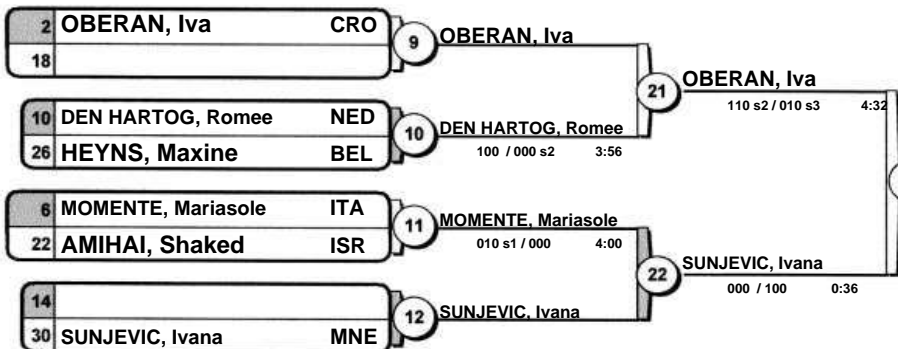 2 OBERAN, Iva CRO
18
9
OBERAN, Iva
10 DEN HARTOG, Romee NED
26 HEYNS, Maxine BEL
10
DEN HARTOG, Romee
100 / 000 s2 3:56
21
OBERAN, Iva
110 s2 / 010 s3 4:32
6 MOMENTE, Mariasole ITA
22 AMIHAI, Shaked ISR
11
MOMENTE, Mariasole
010 s1 / 000 4:00
14
30 SUNJEVIC, Ivana MNE
12
SUNJEVIC, Ivana
22
SUNJEVIC, Ivana
000 / 100 0:36